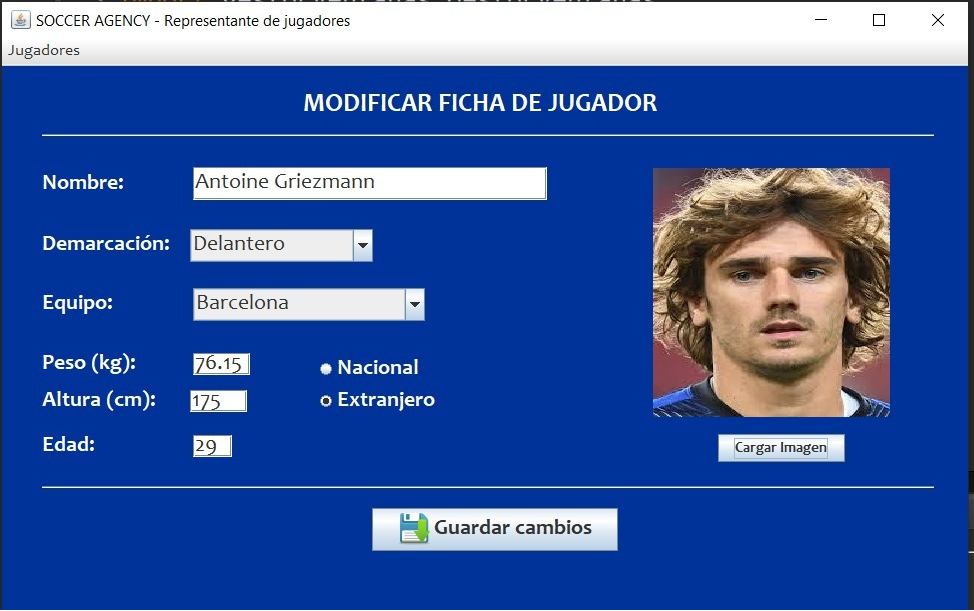 SOCCER AGENCY - Representante de jugadores
Jugadores
MODIFICAR FICHA DE JUGADOR
Nombre: Antoine Griezmann
Demarcación: Delantero
Equipo: Barcelona
Peso (kg): 76.15 Nacional
Altura (cm): 175 Extranjero
Edad: 29
Cargar Imagen
Guardar cambios